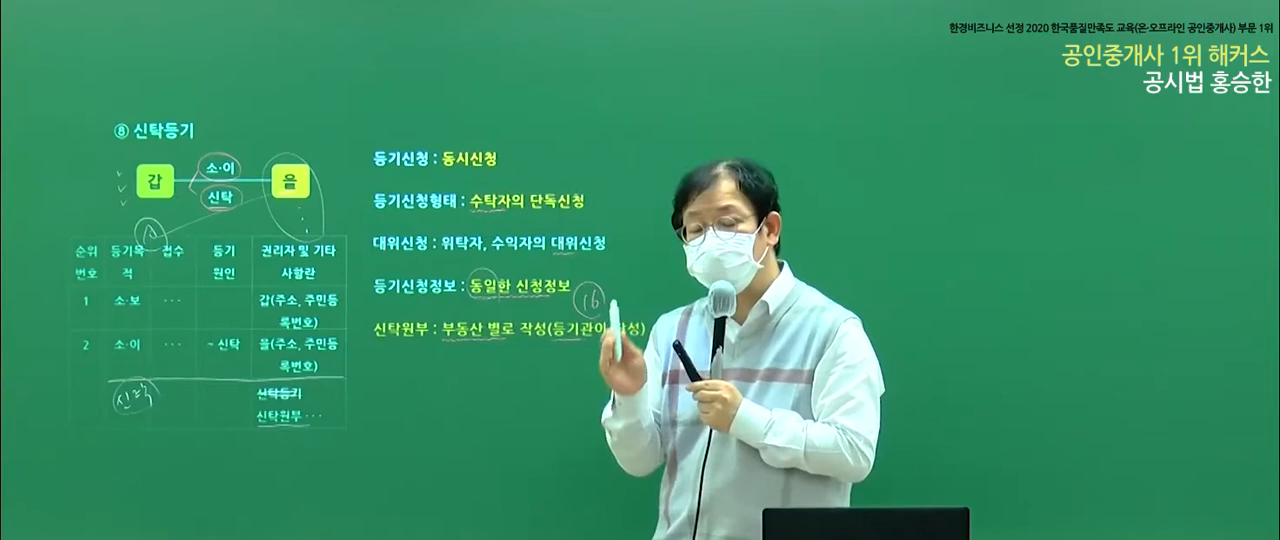 한경비즈니스 선정 2020 한국품질만족도 교육(온·오프라인 공인중개사) 부문 1위
공인중개사 1위 해커스
공시법 홍승한
⑧ 신탁등기
갑 소·이 을
신탁
등기신청 : 동시신청
등기신청형태 : 수탁자의 단독신청
대위신청 : 위탁자, 수익자의 대위신청
등기신청정보 : 동일한 신청정보
신탁원부 : 부동산 별로 작성(등기관이 작성)
순위 등기목 접수 등기 권리자 및 기타
번호 적 원인 사항란
1 소·보 ··· 갑(주소, 주민등
록번호)
2 소·이 ··· ~ 신탁 을(주소, 주민등
록번호)
신탁 신탁등기
신탁원부 ···